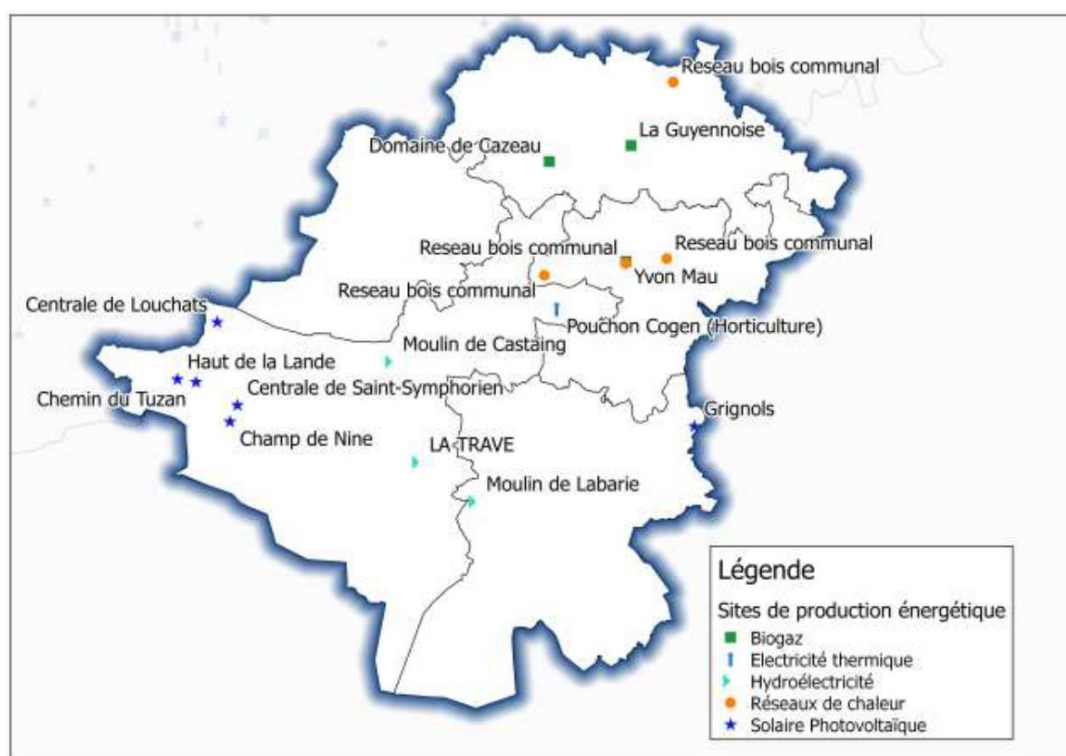 Reseau bois communal
La Guyennoise
Domaine de Cazeau
Reseau bois communal
Reseau bois communal
Yvon Mau
Reseau bois communal
Centrale de Louchats
Pouchon Cogen (Horticulture)
Moulin de Castaing
Haut de la Lande
Chemin du Tuzan
Centrale de Saint-Symphorien
Grignols
Champ de Nine
LA TRAVE
Moulin de Labarie
Légende
Sites de production énergétique
Biogaz
Electricité thermique
Hydroélectricité
Réseaux de chaleur
Solaire Photovoltaïque